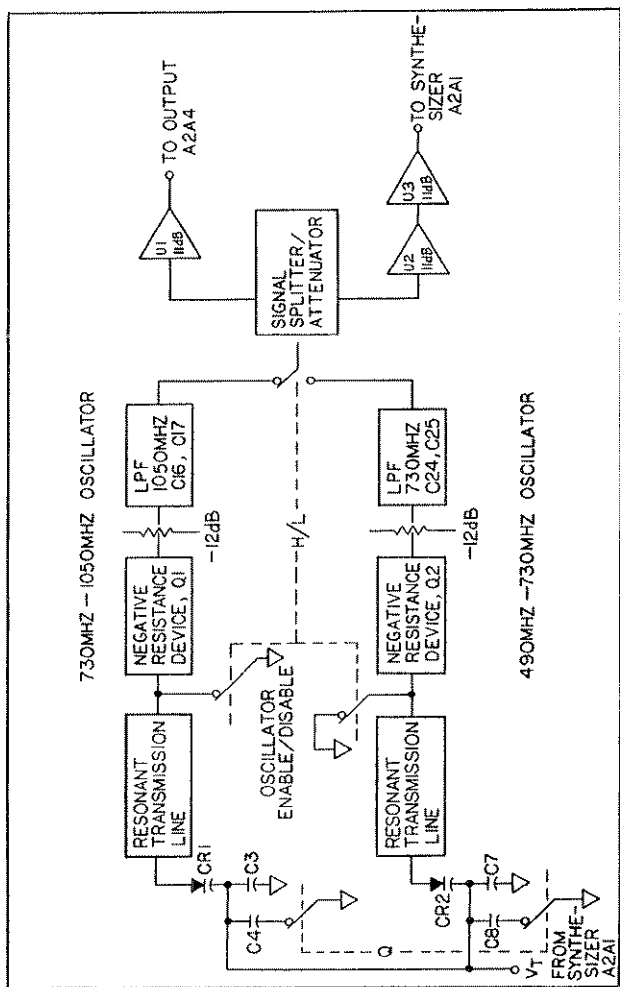 730MHZ – 1050MHZ OSCILLATOR
RESONANT
TRANSMISSION
LINE
NEGATIVE
RESISTANCE
DEVICE, Q1
-12dB
LPF
1050MHZ
C16, C17
CR1
C3
C4
Q
OSCILLATOR
ENABLE/DISABLE
H/L
SIGNAL
SPLITTER/
ATTENUATOR
U1
11dB
TO OUTPUT
A2A4
U2
11dB
U3
11dB
TO SYNTHE-
SIZER
A2A1
RESONANT
TRANSMISSION
LINE
NEGATIVE
RESISTANCE
DEVICE, Q2
-12dB
LPF
730MHZ
C24, C25
CR2
C7
C8
VT
FROM
SYNTHE-
SIZER
A2A1
490MHZ –730MHZ OSCILLATOR